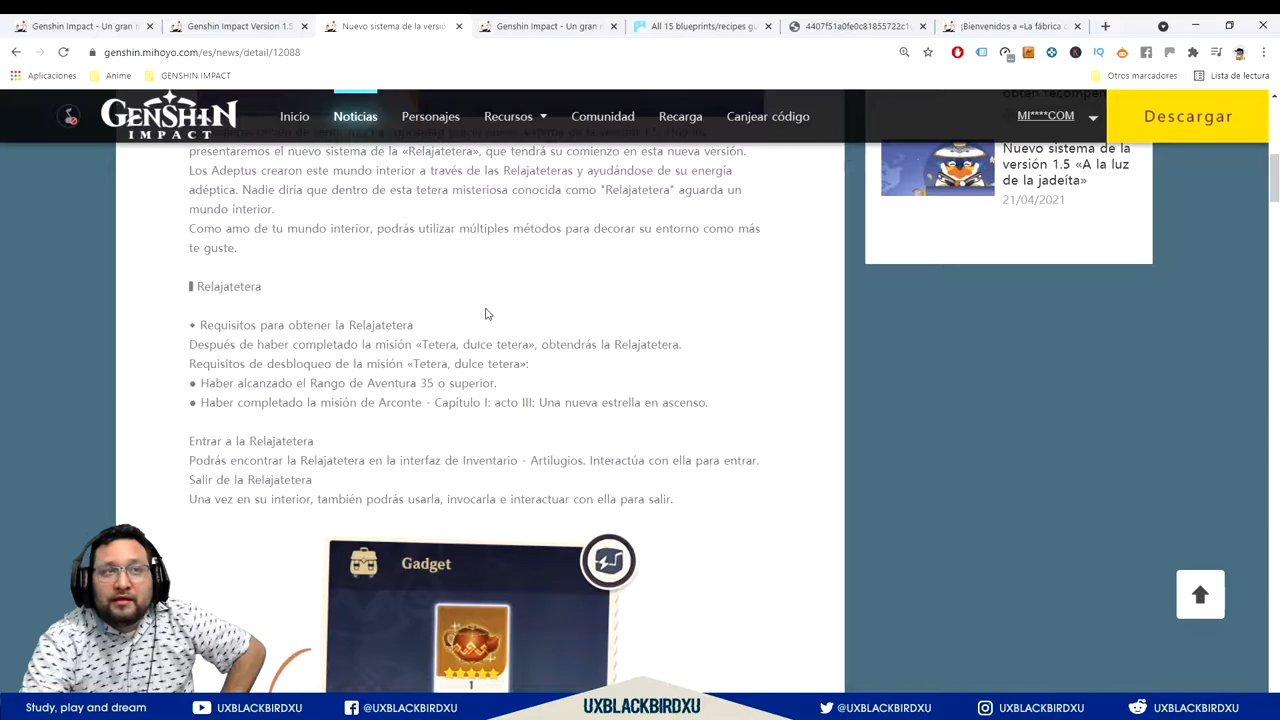 Genshin Impact - Un gran m
Genshin Impact Version 1.5
Nuevo sistema de la versió
Genshin Impact - Un gran m
All 15 blueprints/recipes gu
4407f51a0fe0c81855722c1e
¡Bienvenidos a «La fábrica c
genshin.mihoyo.com/es/news/detail/12088
Aplicaciones
Anime
GENSHIN IMPACT
Otros marcadores
Lista de lectura
GENSHIN IMPACT
Inicio
Noticias
Personajes
Recursos
Comunidad
Recarga
Canjear código
MI****COM
Descargar
presentaremos el nuevo sistema de la «Relajatetera», que tendrá su comienzo en esta nueva versión.
Los Adeptus crearon este mundo interior a través de las Relajateteras y ayudándose de su energía
adéptica. Nadie diría que dentro de esta tetera misteriosa conocida como "Relajatetera" aguarda un
mundo interior.
Como amo de tu mundo interior, podrás utilizar múltiples métodos para decorar su entorno como más
te guste.
Relajatetera
Requisitos para obtener la Relajatetera
Después de haber completado la misión «Tetera, dulce tetera», obtendrás la Relajatetera.
Requisitos de desbloqueo de la misión «Tetera, dulce tetera»:
● Haber alcanzado el Rango de Aventura 35 o superior.
● Haber completado la misión de Arconte - Capítulo I: acto III: Una nueva estrella en ascenso.
Entrar a la Relajatetera
Podrás encontrar la Relajatetera en la interfaz de Inventario - Artilugios. Interactúa con ella para entrar.
Salir de la Relajatetera
Una vez en su interior, también podrás usarla, invocarla e interactuar con ella para salir.
Nuevo sistema de la
versión 1.5 «A la luz
de la jadeíta»
21/04/2021
Gadget
1
Study, play and dream
UXBLACKBIRDXU
@UXBLACKBIRDXU
UXBLACKBIRDXU
@UXBLACKBIRDXU
UXBLACKBIRDXU
@UXBLACKBIRDXU